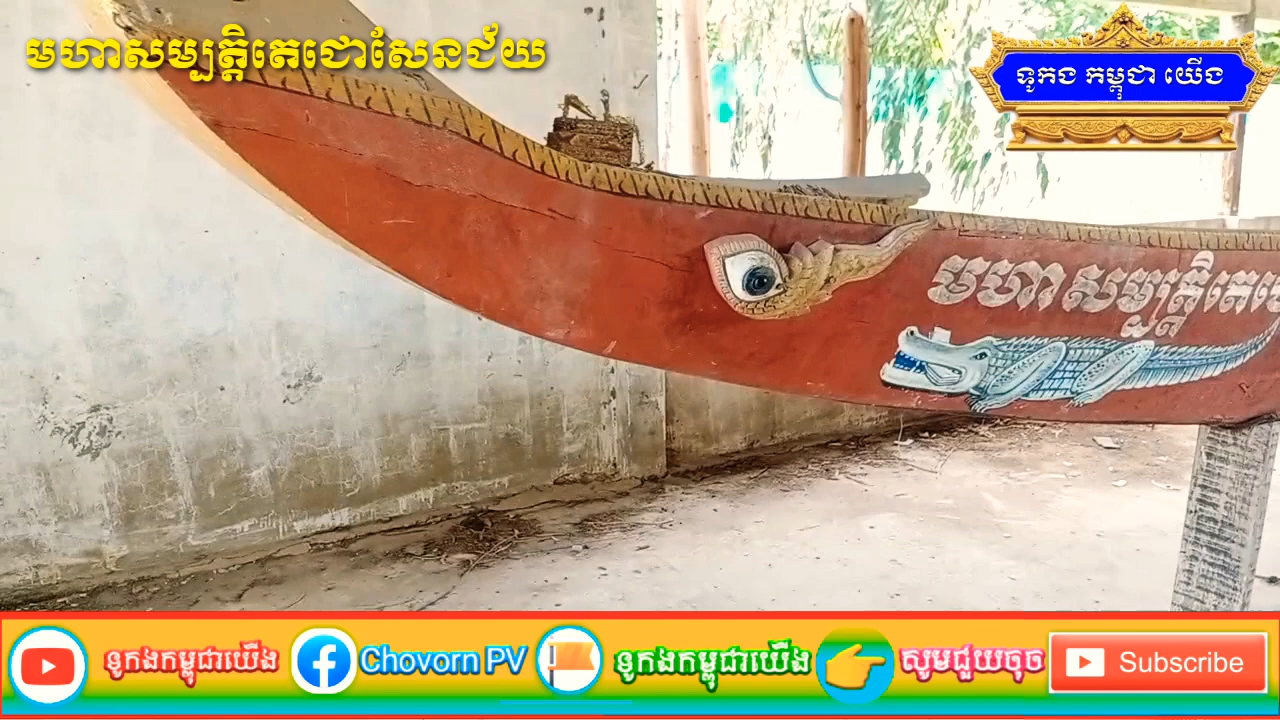 មហាសម្បត្តិតេជោសែនជ័យ
ទូកង កម្ពុជា យើង
មហាសម្បត្តិតេ
ទូកងកម្ពុជាយើង
Chovorn PV
ទូកងកម្ពុជាយើង
សូមជួយចុច
Subscribe